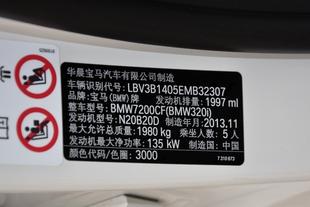 华晨宝马汽车有限公司制造
车辆识别代号: LBV3B1405EMB32307
发动机排量: 1997 ml
品牌: 宝马(BMW)牌
整车型号: BMW7200CF(BMW320i)
发动机型号: N20B20D 制造年月: 2013.11
最大允许总质量: 1980 kg 乘坐人数: 5 人
发动机最大净功率: 135 kW 中国制造
颜色代码/色圈: 3000
7 310 673